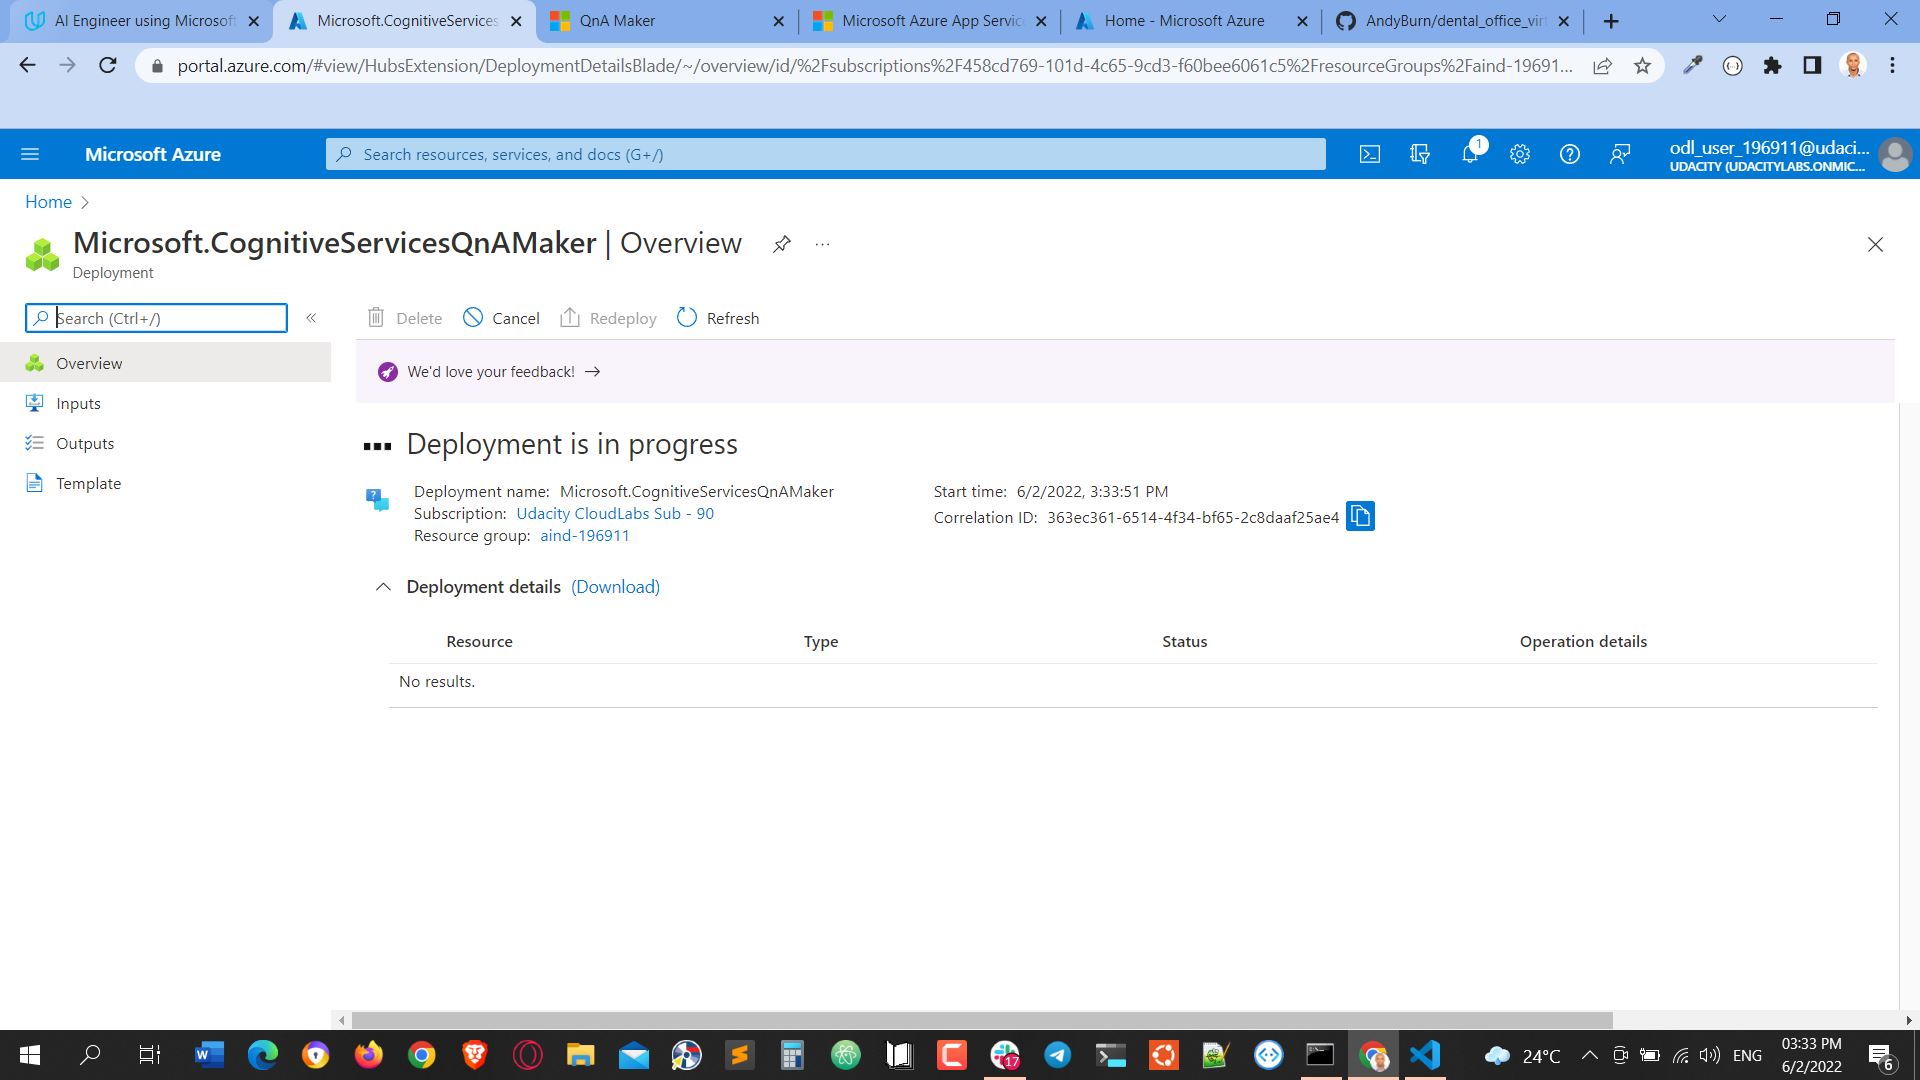 AI Engineer using Microsoft
Microsoft.CognitiveServices
QnA Maker
Microsoft Azure App Servic
Home - Microsoft Azure
AndyBurn/dental_office_virt
portal.azure.com/#view/HubsExtension/DeploymentDetailsBlade/~/overview/id/%2Fsubscriptions%2F458cd769-101d-4c65-9cd3-f60bee6061c5%2FresourceGroups%2Faind-19691...
Microsoft Azure
Search resources, services, and docs (G+/)
1
odl_user_196911@udaci...
UDACITY (UDACITYLABS.ONMIC...
Home
Microsoft.CognitiveServicesQnAMaker | Overview
...
Deployment
Search (Ctrl+/)
«
Delete
Cancel
Redeploy
Refresh
Overview
Inputs
Outputs
Template
We'd love your feedback! →
Deployment is in progress
Deployment name: Microsoft.CognitiveServicesQnAMaker
Subscription: Udacity CloudLabs Sub - 90
Resource group: aind-196911
Start time: 6/2/2022, 3:33:51 PM
Correlation ID: 363ec361-6514-4f34-bf65-2c8daaf25ae4
Deployment details (Download)
Resource Type Status Operation details
No results.
17
24°C
ENG
03:33 PM
6/2/2022
6